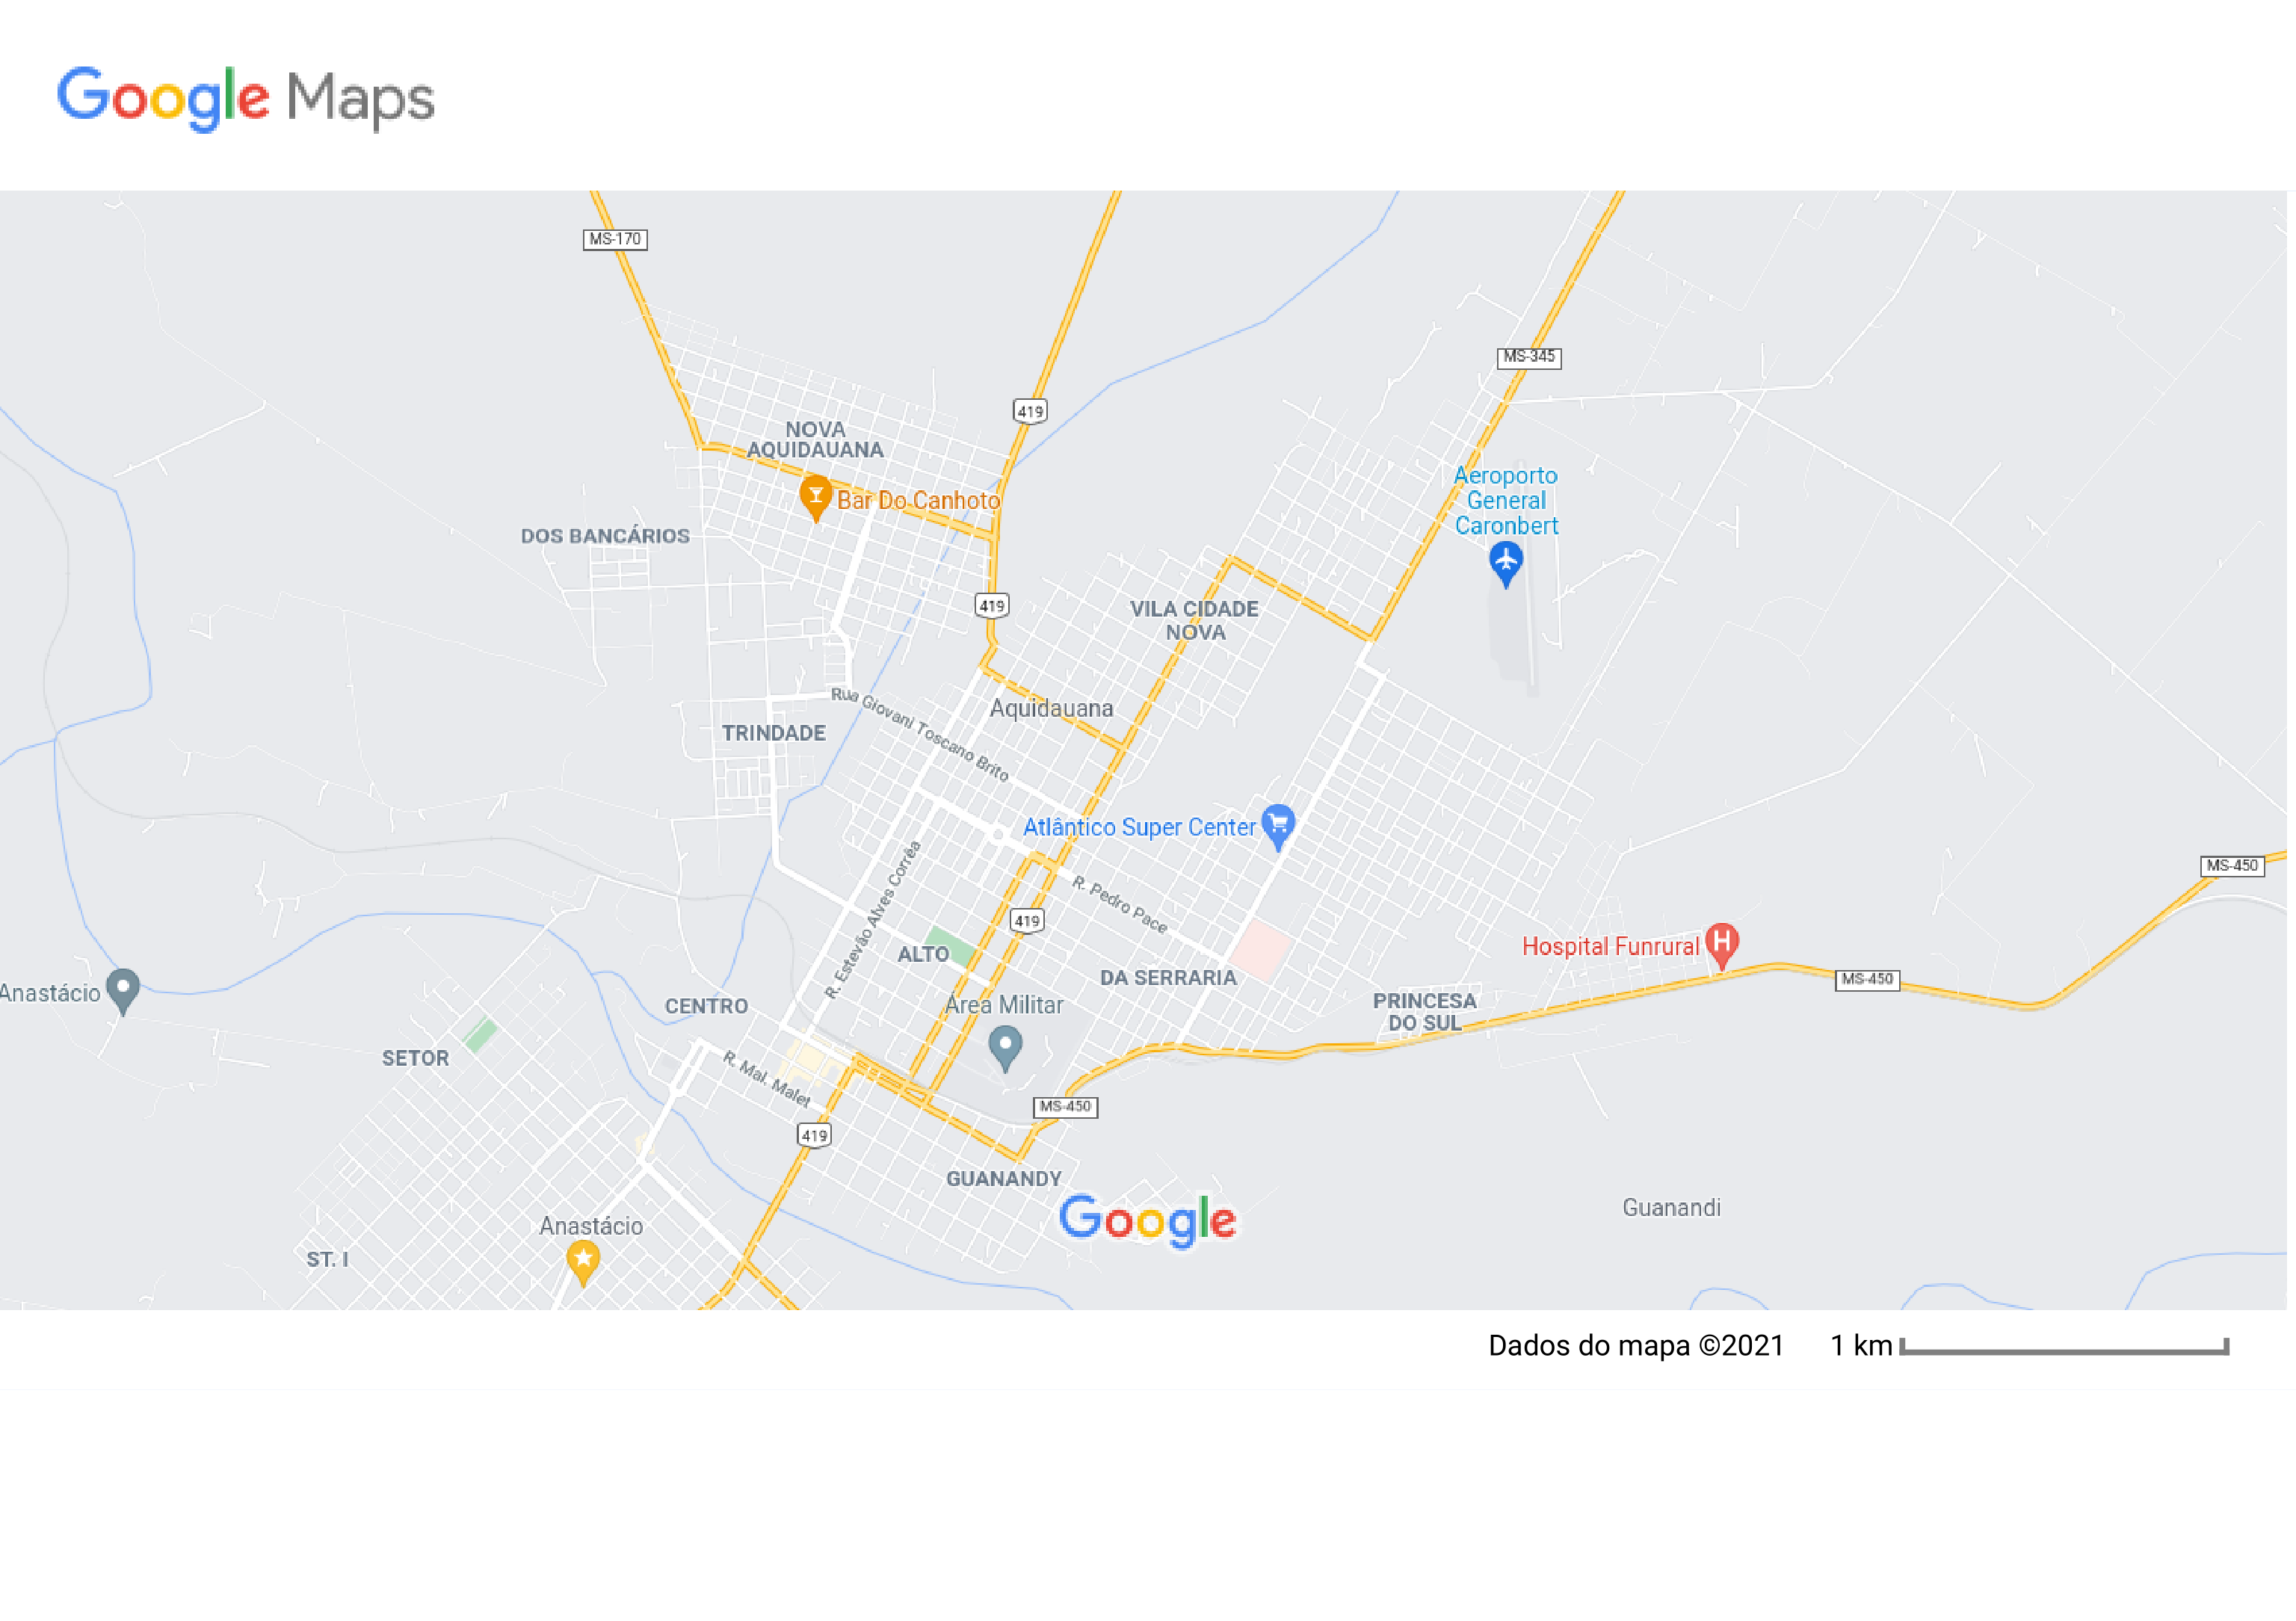 Google Maps
MS-170
MS-345
419
NOVA
AQUIDAUANA
Bar Do Canhoto
Aeroporto
General
Caronbert
DOS BANCÁRIOS
419
VILA CIDADE
NOVA
Rua Giovani Toscano Brito
Aquidauana
TRINDADE
Atlântico Super Center
MS-450
R. Estevão Alves Corrêa
R. Pedro Pace
419
ALTO
Hospital Funrural
DA SERRARIA
MS-450
Anastácio
CENTRO
Área Militar
PRINCESA
DO SUL
SETOR
R. Mal. Malet
MS-450
419
GUANANDY
Guanandi
Google
Anastácio
ST. I
Dados do mapa ©2021 1 km